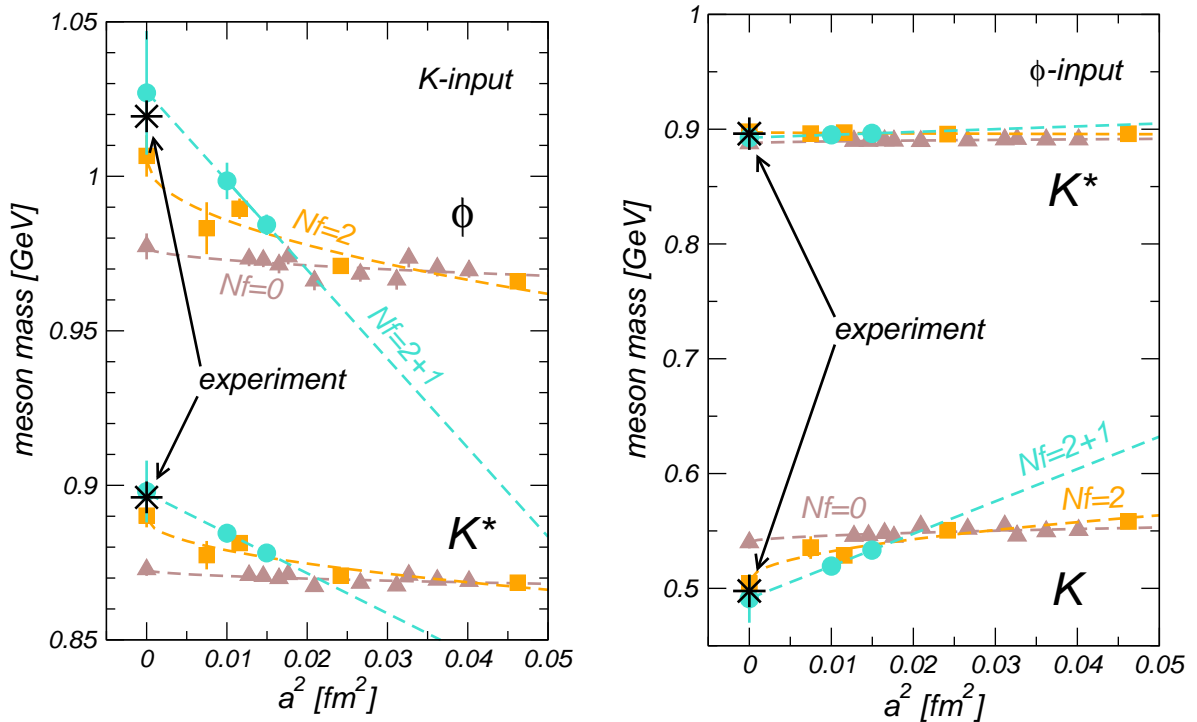 1.05
1
0.95
0.9
0.85
meson mass [GeV]
K-input
ϕ
Nf=2
Nf=0
Nf=2+1
experiment
K*
0 0.01 0.02 0.03 0.04 0.05
a² [fm²]
1
0.9
0.8
0.7
0.6
0.5
meson mass [GeV]
ϕ-input
K*
experiment
Nf=2+1
Nf=0
Nf=2
K
0 0.01 0.02 0.03 0.04 0.05
a² [fm²]